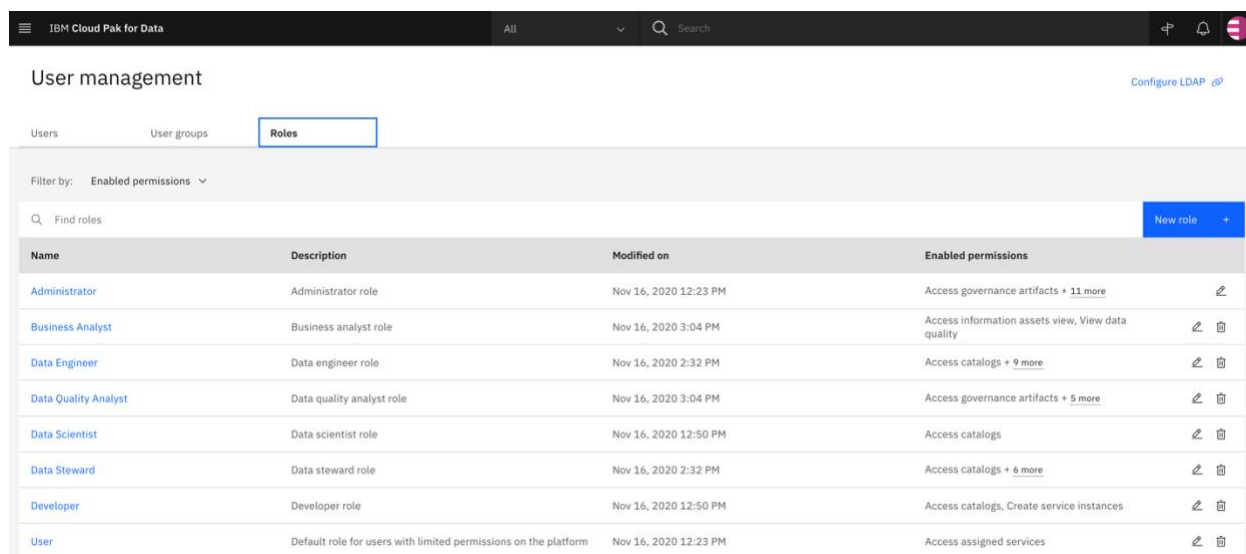 IBM Cloud Pak for Data All Search
User management
Configure LDAP
Users User groups Roles
Filter by: Enabled permissions
Find roles New role +
Name Description Modified on Enabled permissions
Administrator Administrator role Nov 16, 2020 12:23 PM Access governance artifacts + 11 more
Business Analyst Business analyst role Nov 16, 2020 3:04 PM Access information assets view, View data
quality
Data Engineer Data engineer role Nov 16, 2020 2:32 PM Access catalogs + 9 more
Data Quality Analyst Data quality analyst role Nov 16, 2020 3:04 PM Access governance artifacts + 5 more
Data Scientist Data scientist role Nov 16, 2020 12:50 PM Access catalogs
Data Steward Data steward role Nov 16, 2020 2:32 PM Access catalogs + 6 more
Developer Developer role Nov 16, 2020 12:50 PM Access catalogs, Create service instances
User Default role for users with limited permissions on the platform Nov 16, 2020 12:23 PM Access assigned services